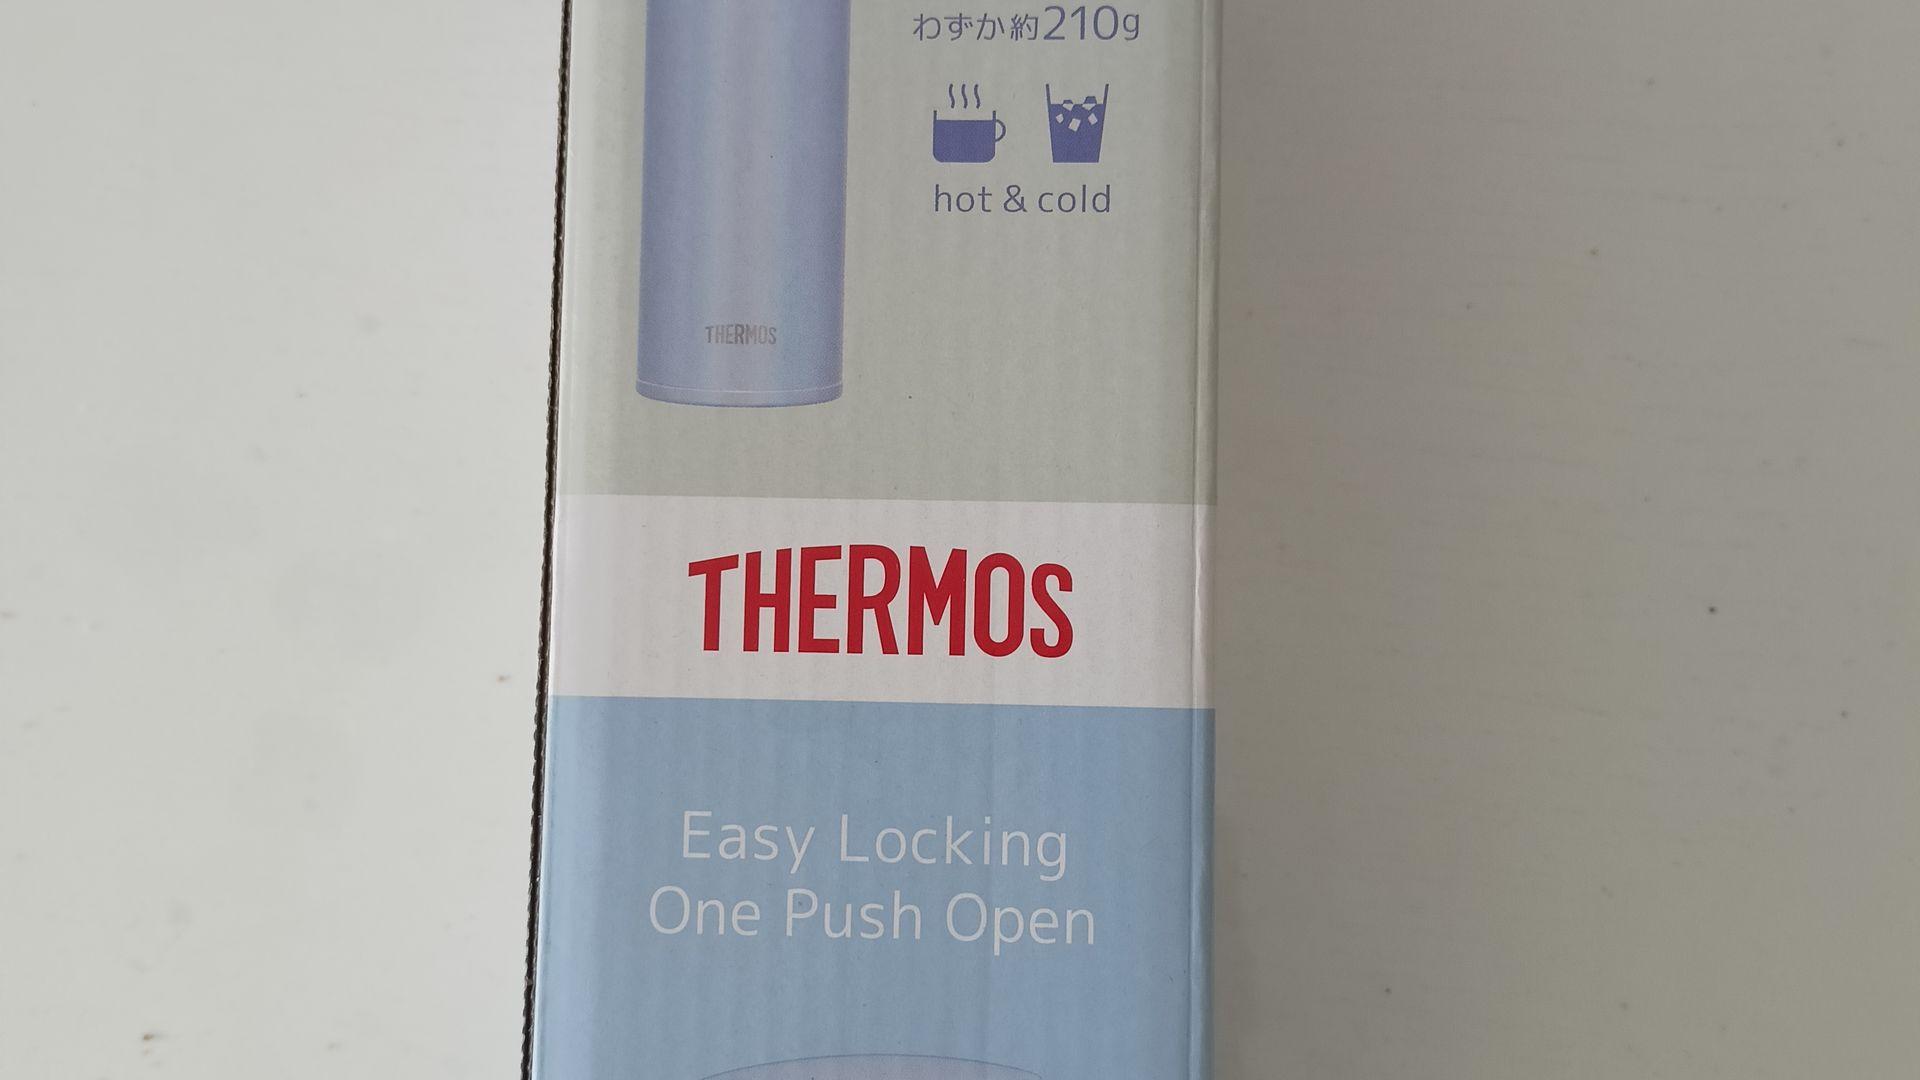 わずか約210g
hot & cold
THERMOS
THERMOS
Easy Locking
One Push Open